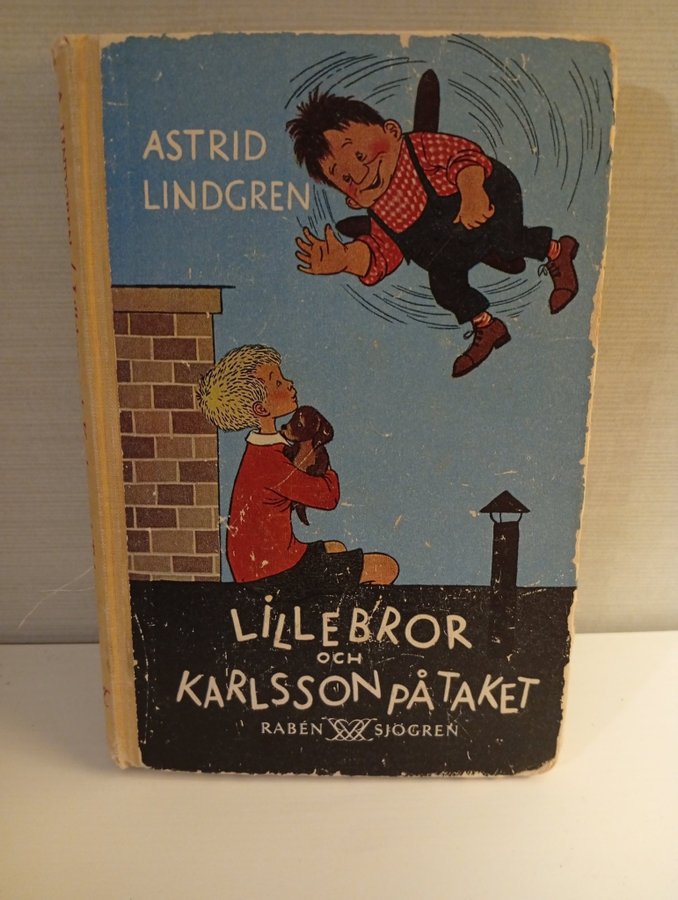 ASTRID
LINDGREN
LILLEBROR
OCH
KARLSSON PÅ TAKET
RABÉN SJÖGREN